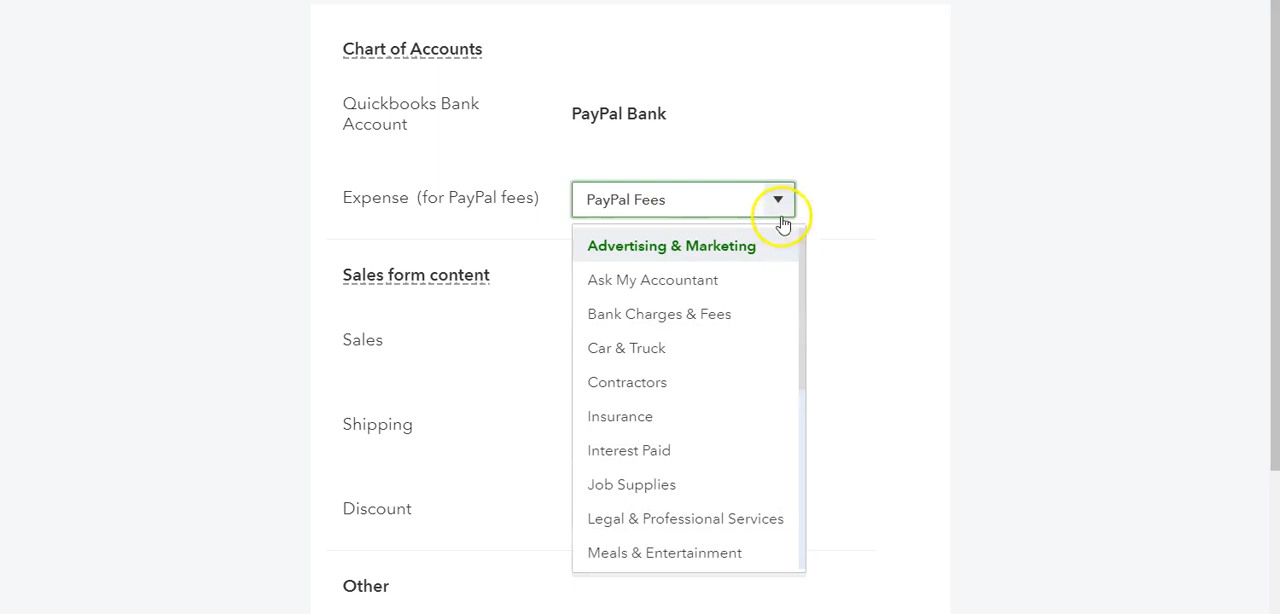 Chart of Accounts
Quickbooks Bank
Account
PayPal Bank
Expense (for PayPal fees)
PayPal Fees
Advertising & Marketing
Ask My Accountant
Bank Charges & Fees
Car & Truck
Contractors
Insurance
Interest Paid
Job Supplies
Legal & Professional Services
Meals & Entertainment
Sales form content
Sales
Shipping
Discount
Other